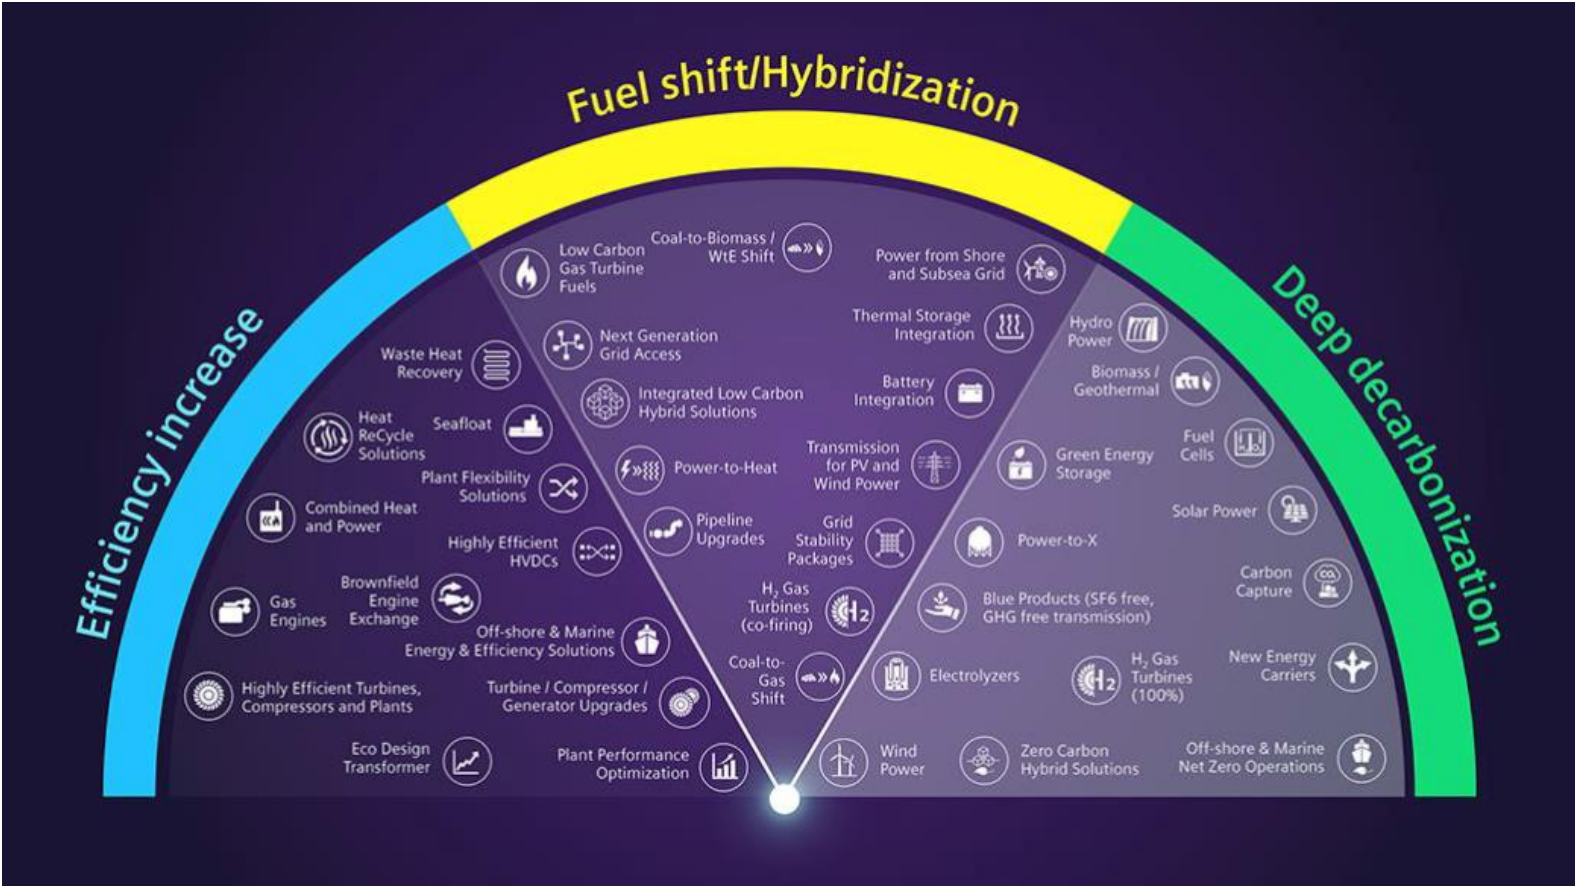 Fuel shift/Hybridization
Efficiency increase
Deep decarbonization
Waste Heat
Recovery
Heat
ReCycle
Solutions
Seafloat
Plant Flexibility
Solutions
Combined Heat
and Power
Highly Efficient
HVDCs
Brownfield
Engine
Exchange
Gas
Engines
Off-shore & Marine
Energy & Efficiency Solutions
Highly Efficient Turbines,
Compressors and Plants
Turbine / Compressor /
Generator Upgrades
Eco Design
Transformer
Plant Performance
Optimization
Low Carbon
Gas Turbine
Fuels
Coal-to-Biomass /
WtE Shift
Power from Shore
and Subsea Grid
Next Generation
Grid Access
Thermal Storage
Integration
Integrated Low Carbon
Hybrid Solutions
Battery
Integration
Power-to-Heat
Transmission
for PV and
Wind Power
Pipeline
Upgrades
Grid
Stability
Packages
H₂ Gas
Turbines
(co-firing)
H2
Coal-to-
Gas
Shift
Hydro
Power
Biomass /
Geothermal
Fuel
Cells
Green Energy
Storage
Solar Power
Power-to-X
Carbon
Capture
CO₂
Blue Products (SF6 free,
GHG free transmission)
Electrolyzers
H2
H₂ Gas
Turbines
(100%)
New Energy
Carriers
Wind
Power
Zero Carbon
Hybrid Solutions
Off-shore & Marine
Net Zero Operations